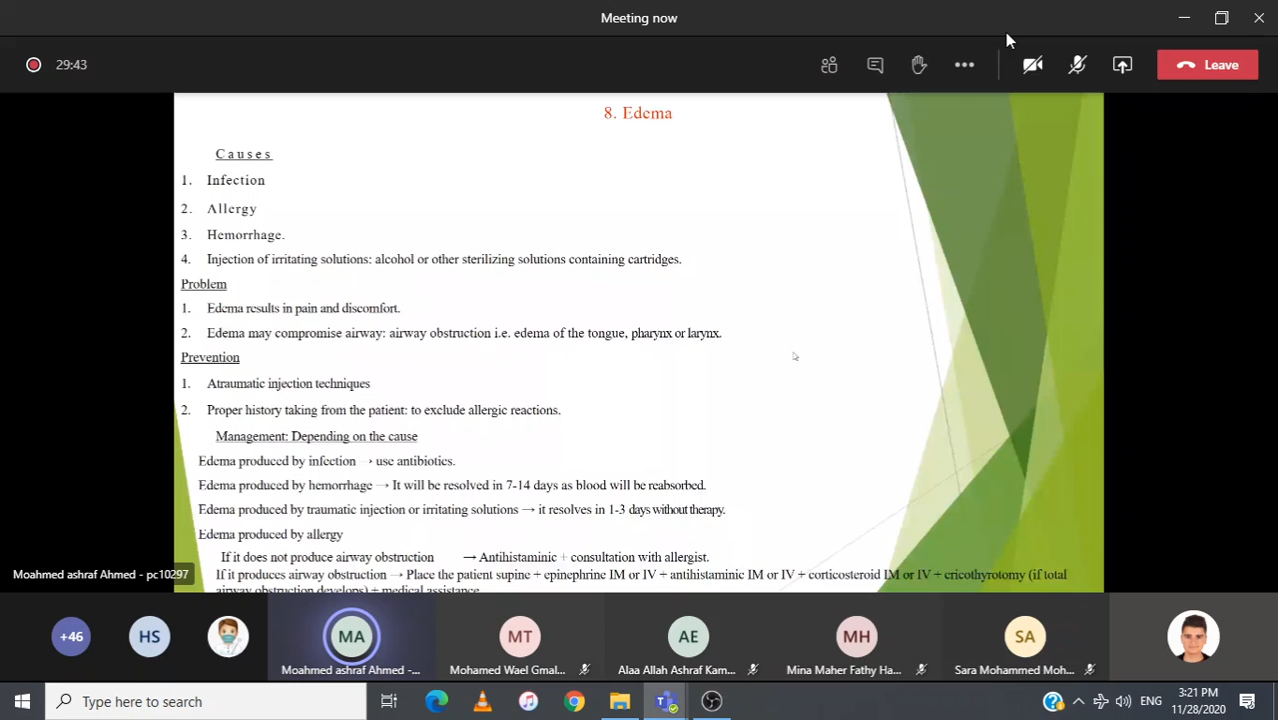 Meeting now
29:43
Leave
8. Edema
Causes
1. Infection
2. Allergy
3. Hemorrhage.
4. Injection of irritating solutions: alcohol or other sterilizing solutions containing cartridges.
Problem
1. Edema results in pain and discomfort.
2. Edema may compromise airway: airway obstruction i.e. edema of the tongue, pharynx or larynx.
Prevention
1. Atraumatic injection techniques
2. Proper history taking from the patient: to exclude allergic reactions.
Management: Depending on the cause
Edema produced by infection → use antibiotics.
Edema produced by hemorrhage → It will be resolved in 7-14 days as blood will be reabsorbed.
Edema produced by traumatic injection or irritating solutions → it resolves in 1-3 days without therapy.
Edema produced by allergy
If it does not produce airway obstruction → Antihistaminic + consultation with allergist.
If it produces airway obstruction → Place the patient supine + epinephrine IM or IV + antihistaminic IM or IV + corticosteroid IM or IV + cricothyrotomy (if total
airway obstruction develops) + medical assistance
Moahmed ashraf Ahmed - pc10297
+46
HS
MA
MT
AE
MH
SA
Moahmed ashraf Ahmed -...
Mohamed Wael Gmal...
Alaa Allah Ashraf Kam...
Mina Maher Fathy Ha...
Sara Mohammed Moh...
Type here to search
ENG
3:21 PM
11/28/2020